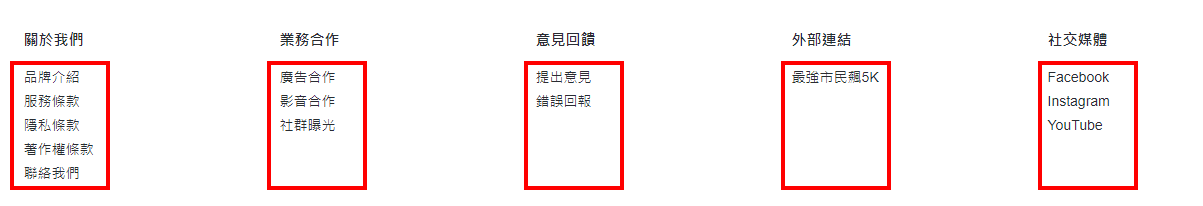 關於我們
品牌介紹
服務條款
隱私條款
著作權條款
聯絡我們
業務合作
廣告合作
影音合作
社群曝光
意見回饋
提出意見
錯誤回報
外部連結
最強市民飆5K
社交媒體
Facebook
Instagram
YouTube